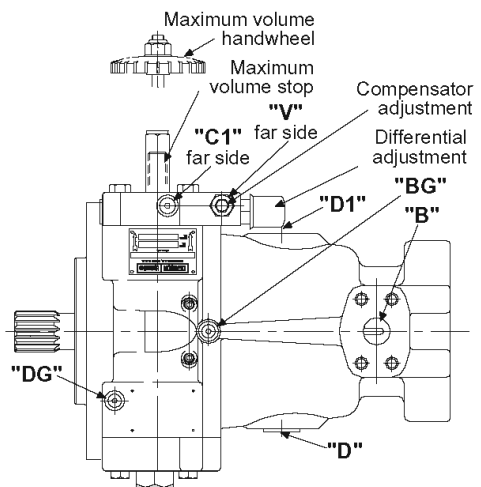 Maximum volume
handwheel
Maximum
volume stop
Compensator
adjustment
"V"
far side
"C1"
far side
Differential
adjustment
"BG"
"D1"
"B"
"DG"
"D"